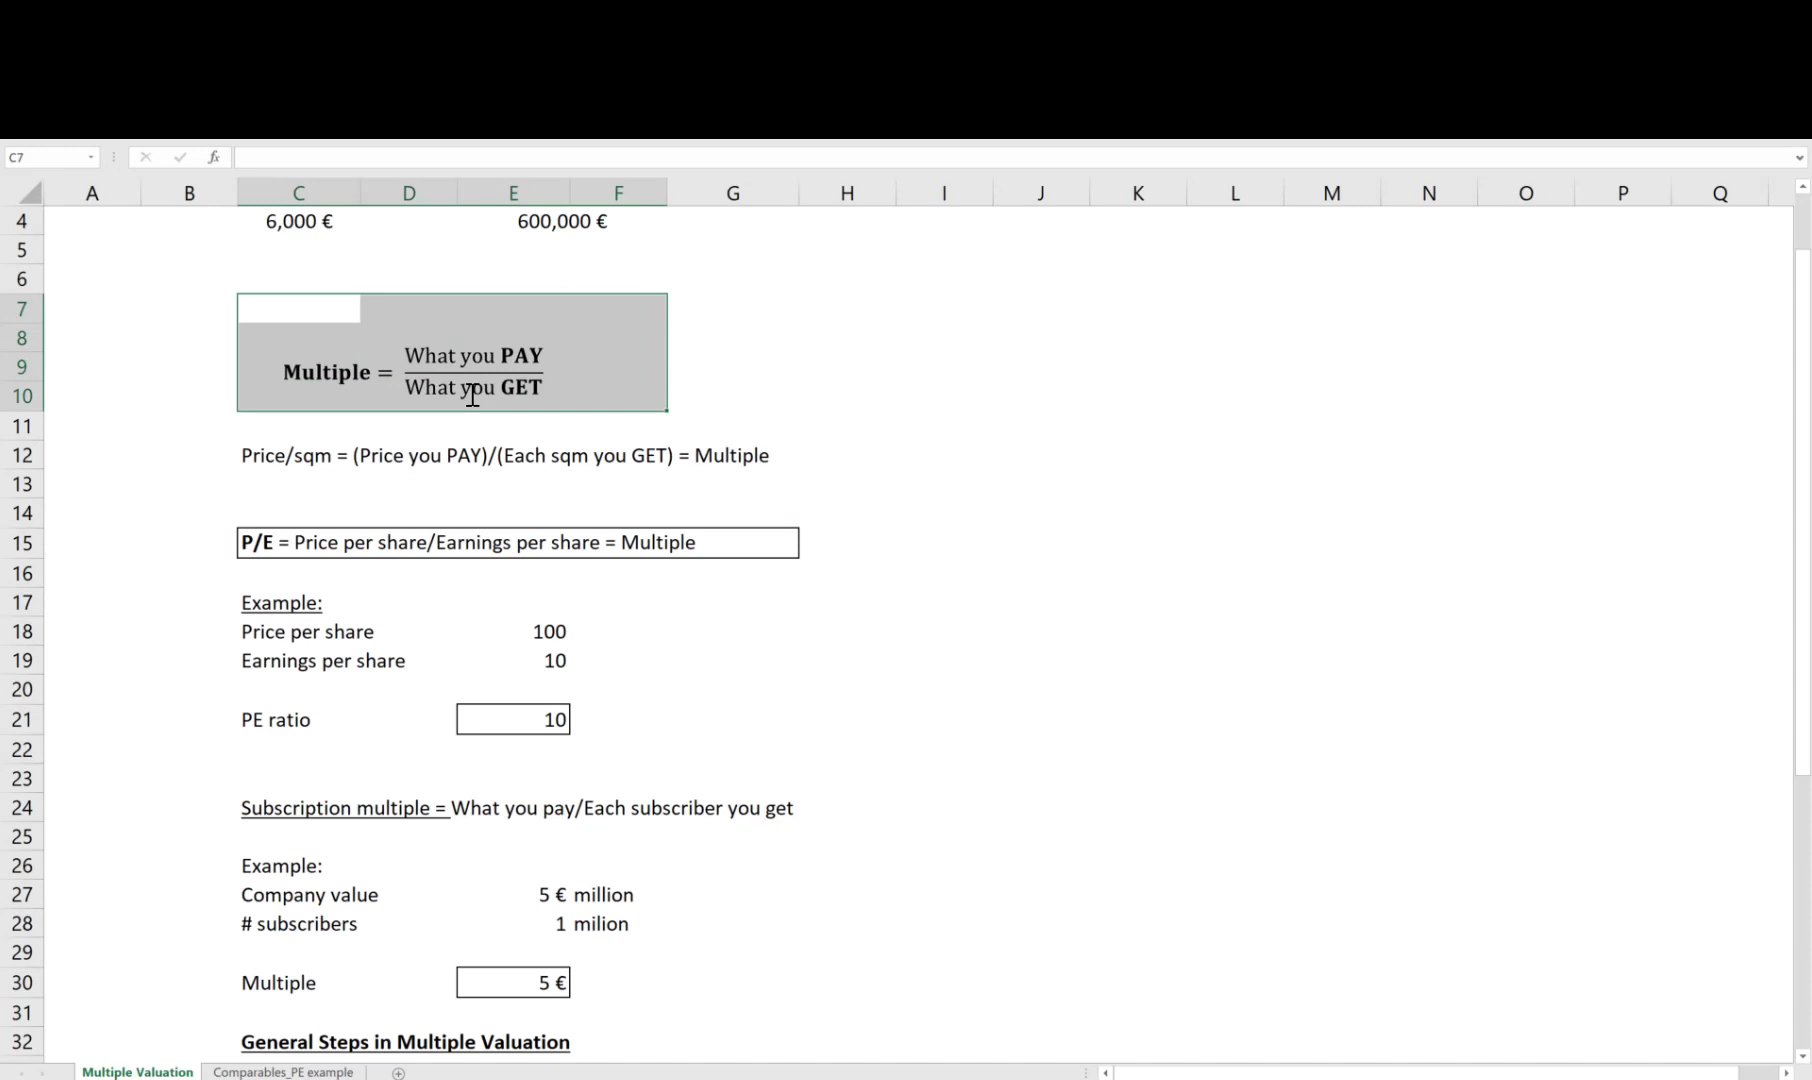 C7
fx
A B C D E F G H I J K L M N O P Q
4 6,000 € 600,000 €
5
6
7
8
Multiple = What you PAY
9
What you GET
10
11
12 Price/sqm = (Price you PAY)/(Each sqm you GET) = Multiple
13
14
15 P/E = Price per share/Earnings per share = Multiple
16
17 Example:
18 Price per share 100
19 Earnings per share 10
20
21 PE ratio 10
22
23
24 Subscription multiple = What you pay/Each subscriber you get
25
26 Example:
27 Company value 5 € million
28 # subscribers 1 milion
29
30 Multiple 5 €
31
32 General Steps in Multiple Valuation
Multiple Valuation Comparables_PE example